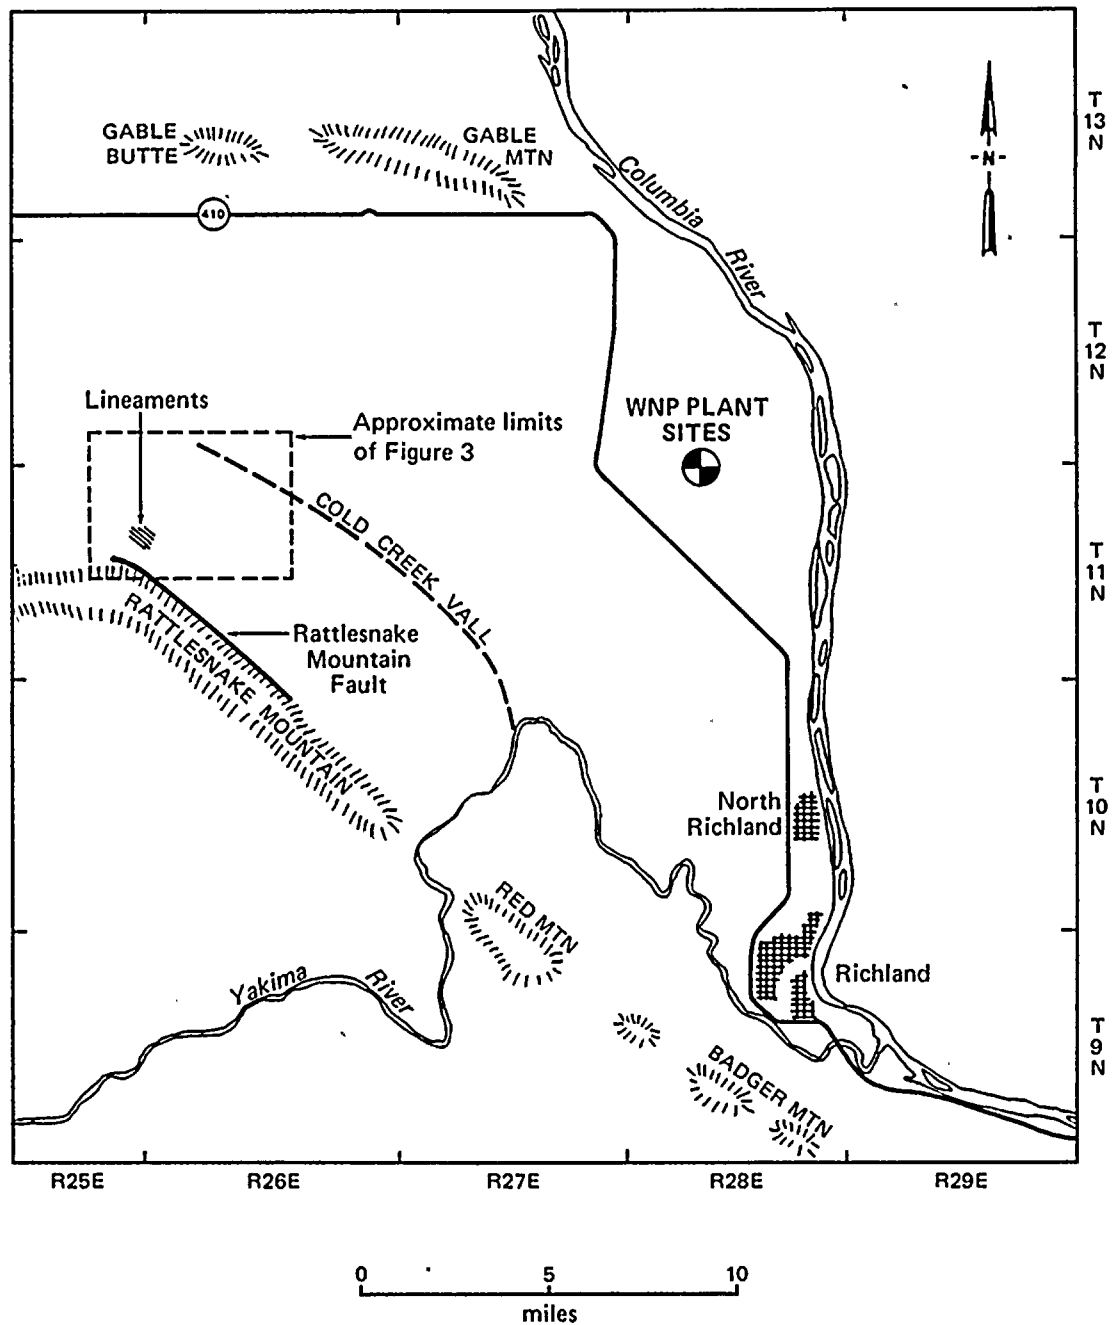 GABLE
BUTTE
GABLE
MTN
T
13
N
-N-
Columbia
River
410
T
12
N
Lineaments
Approximate limits
of Figure 3
WNP PLANT
SITES
COLD CREEK VALL
T
11
N
RATTLESNAKE MOUNTAIN
Rattlesnake
Mountain
Fault
North
Richland
T
10
N
RED MTN
Yakima
River
Richland
T
9
N
BADGER MTN
R25E
R26E
R27E
R28E
R29E
0
5
10
miles